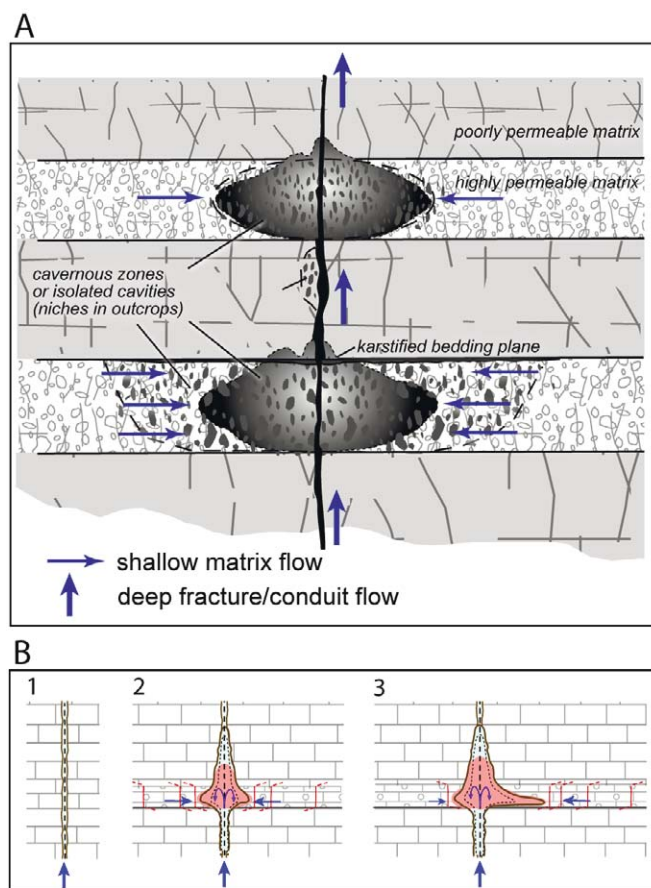 A
poorly permeable matrix
highly permeable matrix
cavernous zones
or isolated cavities
(niches in outcrops)
karstified bedding plane
shallow matrix flow
deep fracture/conduit flow
B
1
2
3